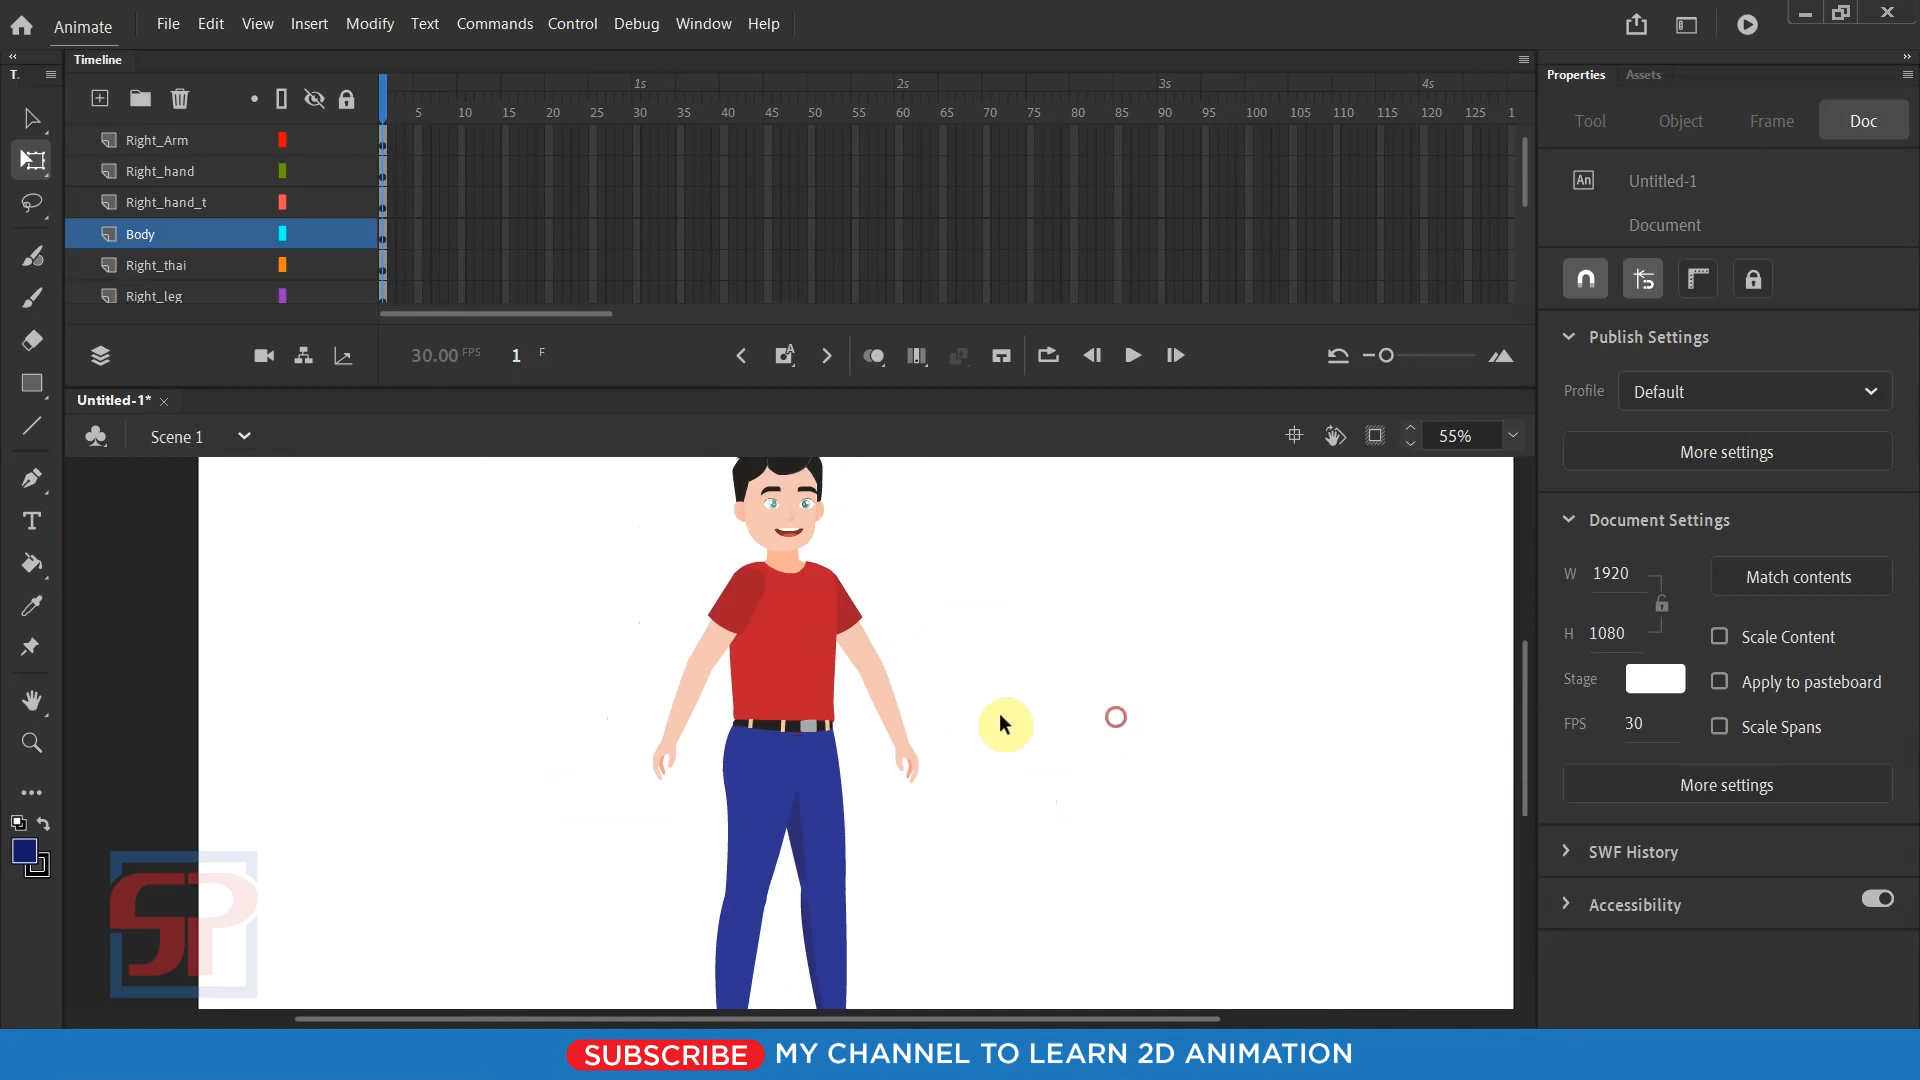 Animate File Edit View Insert Modify Text Commands Control Debug Window Help
T.
Timeline
1s 2s 3s 4s
5 10 15 20 25 30 35 40 45 50 55 60 65 70 75 80 85 90 95 100 105 110 115 120 125 1
Right_Arm
Right_hand
Right_hand_t
Body
Right_thai
Right_leg
30.00 FPS 1 F
Untitled-1*
Scene 1
55%
Properties Assets
Tool Object Frame Doc
An Untitled-1
Document
Publish Settings
Profile Default
More settings
Document Settings
W 1920 Match contents
H 1080 Scale Content
Stage Apply to pasteboard
FPS 30 Scale Spans
More settings
SWF History
Accessibility
SP
SUBSCRIBE MY CHANNEL TO LEARN 2D ANIMATION